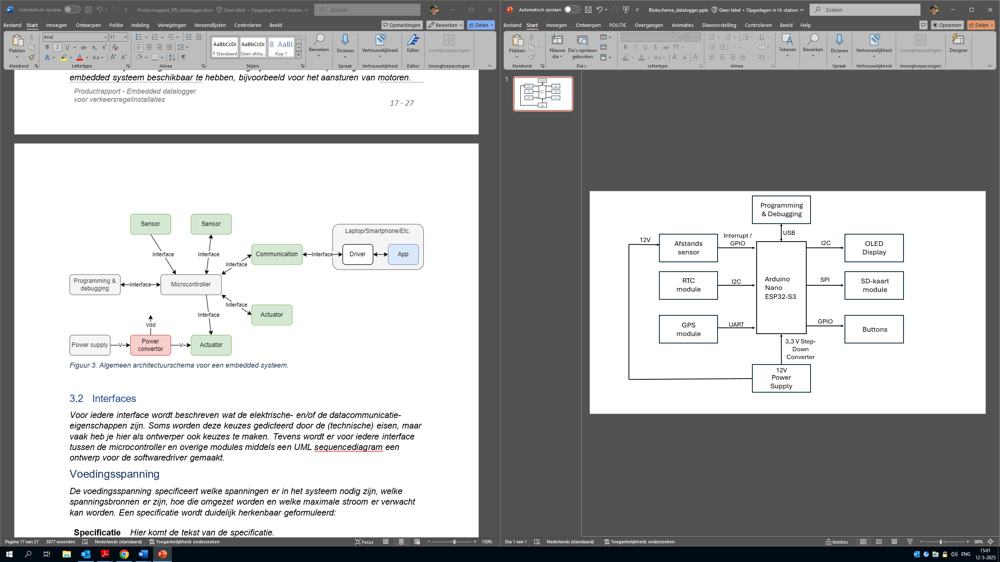 Automatisch opslaan
Productrapport_VRI_datalogger.docx
Geen label • Opgeslagen in H:-station
Zoeken
Bestand Start Invoegen Ontwerpen Politie Indeling Verwijzingen Verzendlijsten Controleren Beeld
Opmerkingen Bewerken Delen
Plakken
Klembord
Arial 11
Lettertype
Alinea
AaBbCcDc AaBbCcDc 8 AaBb
¶ Standaard Geen afsta... Kop 1
Stijlen
Bewerken
Dicteren
Spraak
Vertrouwelijkheid
Vertrouwelijkheid
Editor
Editor
Invoegtoepassingen
Invoegtoepassingen
embedded systeem beschikbaar te hebben, bijvoorbeeld voor het aansturen van motoren.
Productrapport - Embedded datalogger
voor verkeersregelinstallaties
17 - 27
Sensor
Sensor
Laptop/Smartphone/Etc.
Interface
Interface
Communication
Interface
Driver
App
Interface
Programming &
debugging
Interface
Microcontroller
Interface
Interface
Actuator
Vdd
Power supply
V
Power
convertor
V
Actuator
Figuur 3. Algemeen architectuurschema voor een embedded systeem.
3.2 Interfaces
Voor iedere interface wordt beschreven wat de elektrische- en/of de datacommunicatie-
eigenschappen zijn. Soms worden deze keuzes gedicteerd door de (technische) eisen, maar
vaak heb je hier als ontwerper ook keuzes te maken. Tevens wordt er voor iedere interface
tussen de microcontroller en overige modules middels een UML sequencediagram een
ontwerp voor de softwaredriver gemaakt.
Voedingsspanning
De voedingsspanning specificeert welke spanningen er in het systeem nodig zijn, welke
spanningsbronnen er zijn, hoe die omgezet worden en welke maximale stroom er verwacht
kan worden. Een specificatie wordt duidelijk herkenbaar geformuleerd:
Specificatie Hier komt de tekst van de specificatie.
Pagina 17 van 27 3877 woorden Nederlands (standaard) Toegankelijkheid: onderzoeken Focus 150%
Automatisch opslaan
Blokschema_datalogger.pptx
Geen label • Opgeslagen in H:-station
Zoeken
Bestand Start Invoegen Ontwerpen POLITIE Overgangen Animaties Diavoorstelling Controleren Beeld Help
Opnemen Delen
Plakken
Klembord
Nieuwe
dia
Dia's opnieuw
gebruiken
Dia's
18
Lettertype
Alinea
Tekenen
Bewerken
Dicteren
Spraak
Vertrouwelijkheid
Vertrouwelijkheid
Invoegtoepassingen
Invoegtoepassingen
Designer
1
Programming
& Debugging
USB
12V
Afstands
sensor
Interrupt /
GPIO
I2C
OLED
Display
RTC
module
I2C
Arduino
Nano
ESP32-S3
SPI
SD-kaart
module
GPS
module
UART
GPIO
Buttons
3,3 V Step-
Down
Converter
12V
Power
Supply
Dia 1 van 1 Nederlands (standaard) Toegankelijkheid: onderzoeken Notities 80%
ENG
15:01
12-5-2025